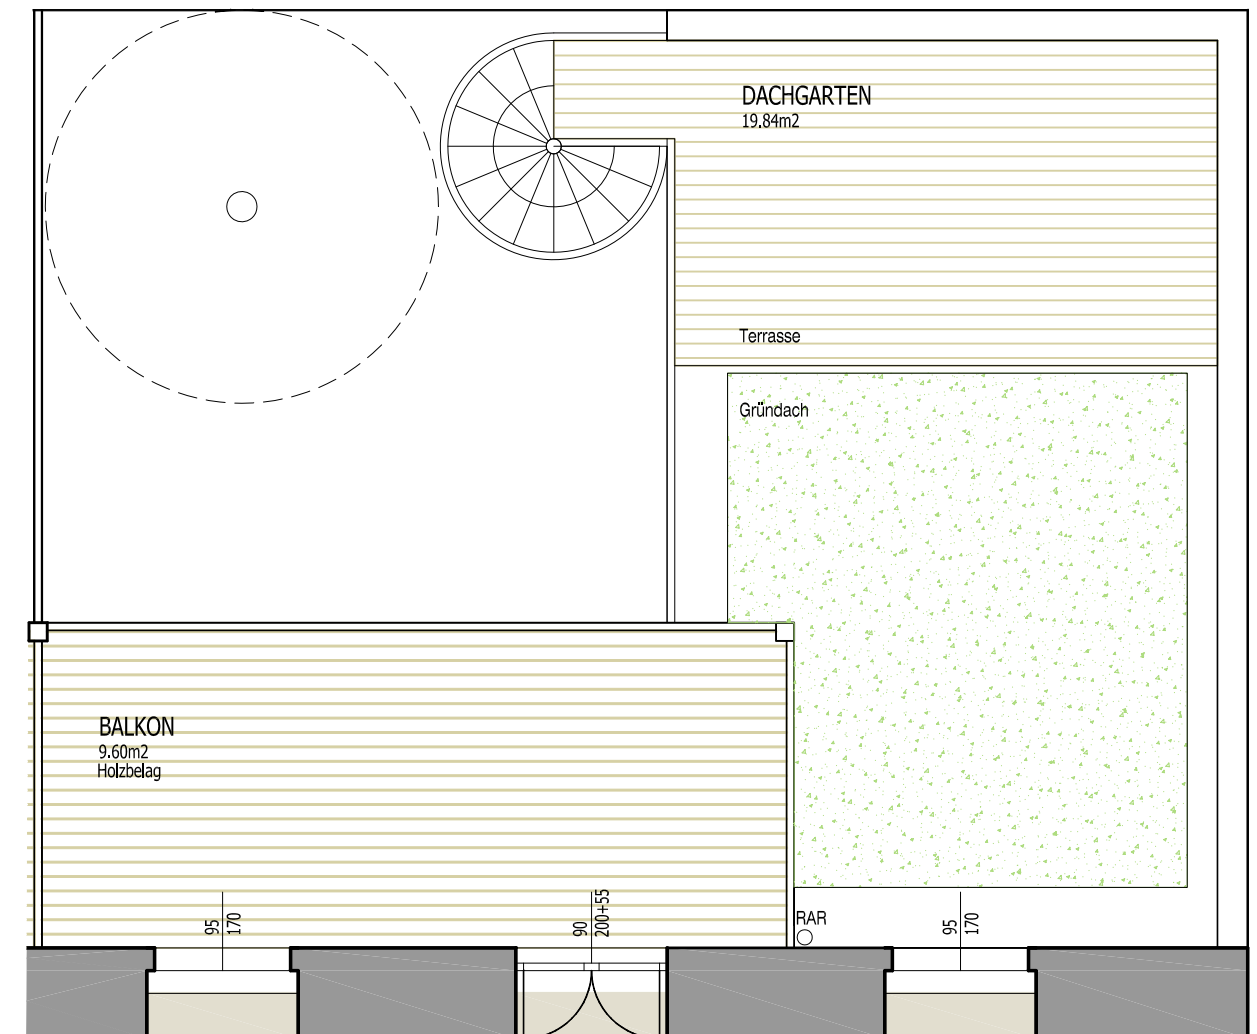 DACHGARTEN
19.84m2
Terrasse
Gründach
BALKON
9.60m2
Holzbelag
95
170
90
200+55
RAR
95
170